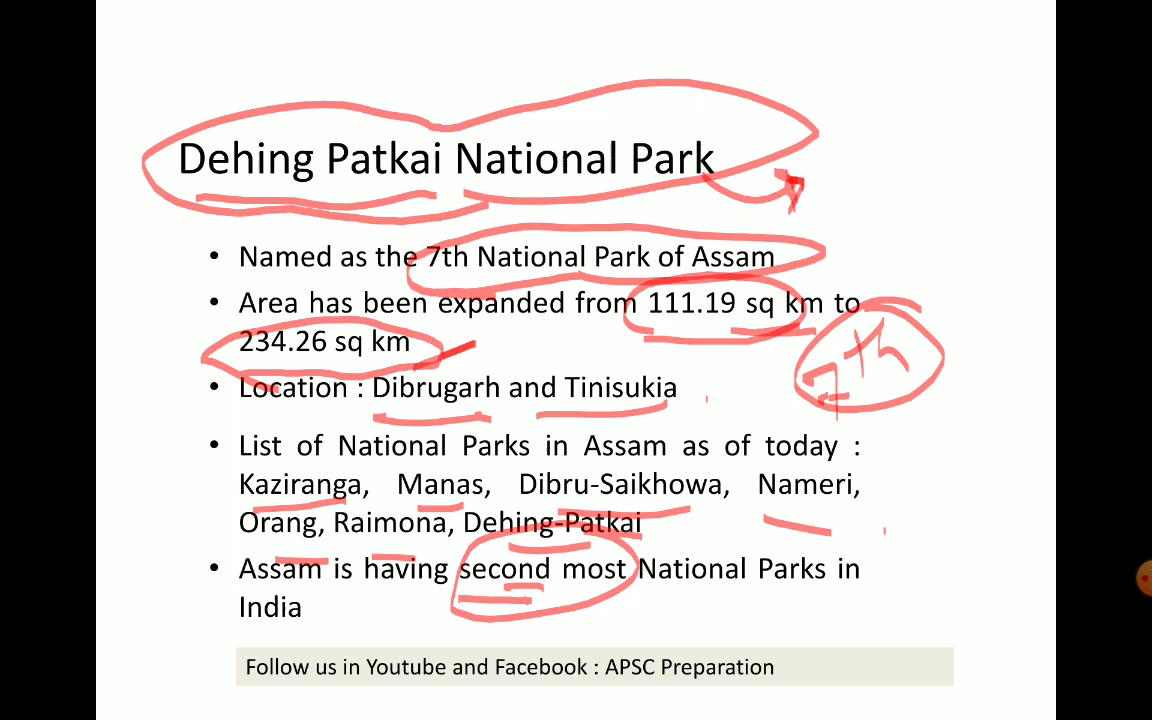 Dehing Patkai National Park
• Named as the 7th National Park of Assam
• Area has been expanded from 111.19 sq km to
234.26 sq km
7th
• Location : Dibrugarh and Tinisukia
• List of National Parks in Assam as of today :
Kaziranga, Manas, Dibru-Saikhowa, Nameri,
Orang, Raimona, Dehing-Patkai
• Assam is having second most National Parks in
India
Follow us in Youtube and Facebook : APSC Preparation